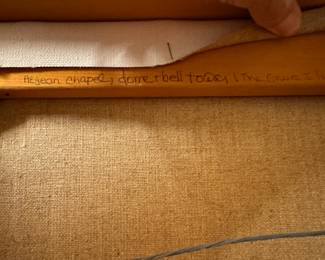 Aegean chapel, dome + bell tower, ( The Greek I